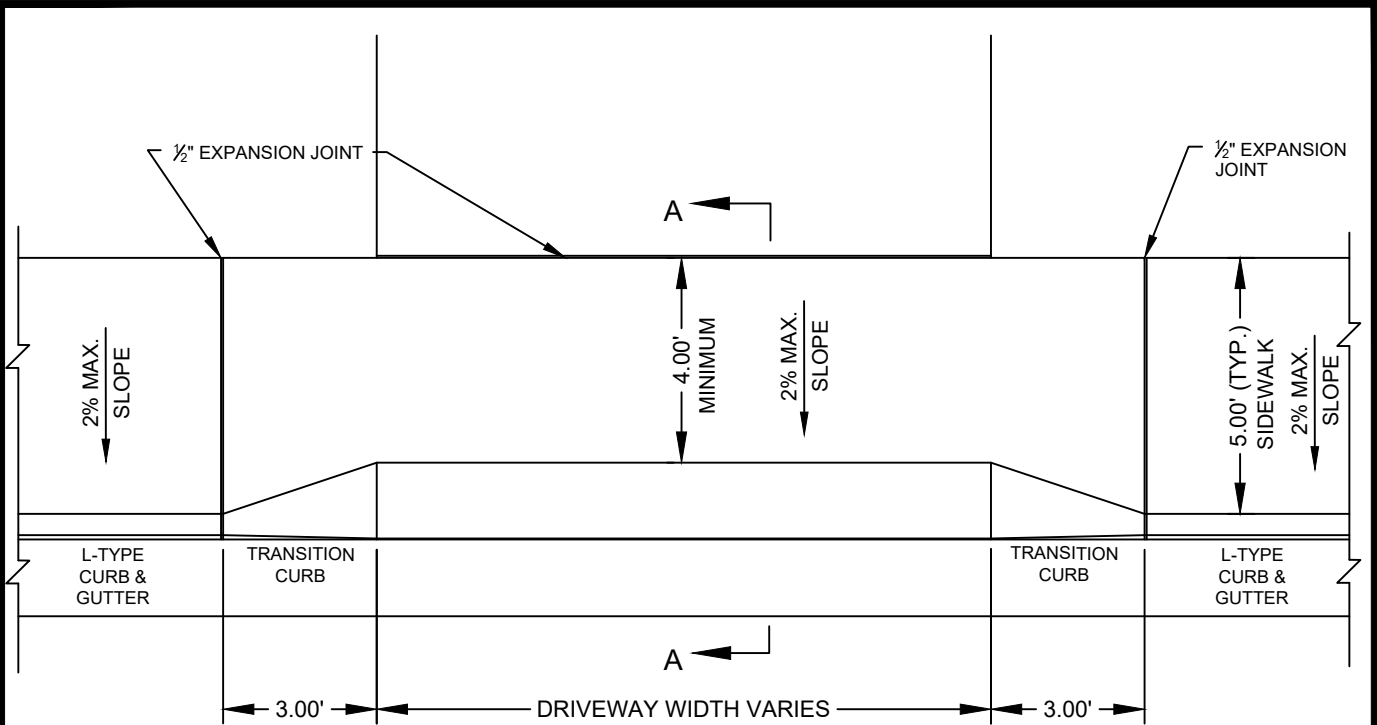 ½" EXPANSION JOINT
½" EXPANSION
JOINT
A
2% MAX.
SLOPE
4.00'
MINIMUM
2% MAX.
SLOPE
5.00' (TYP.)
SIDEWALK
2% MAX.
SLOPE
L-TYPE
CURB &
GUTTER
TRANSITION
CURB
TRANSITION
CURB
L-TYPE
CURB &
GUTTER
A
3.00'
DRIVEWAY WIDTH VARIES
3.00'